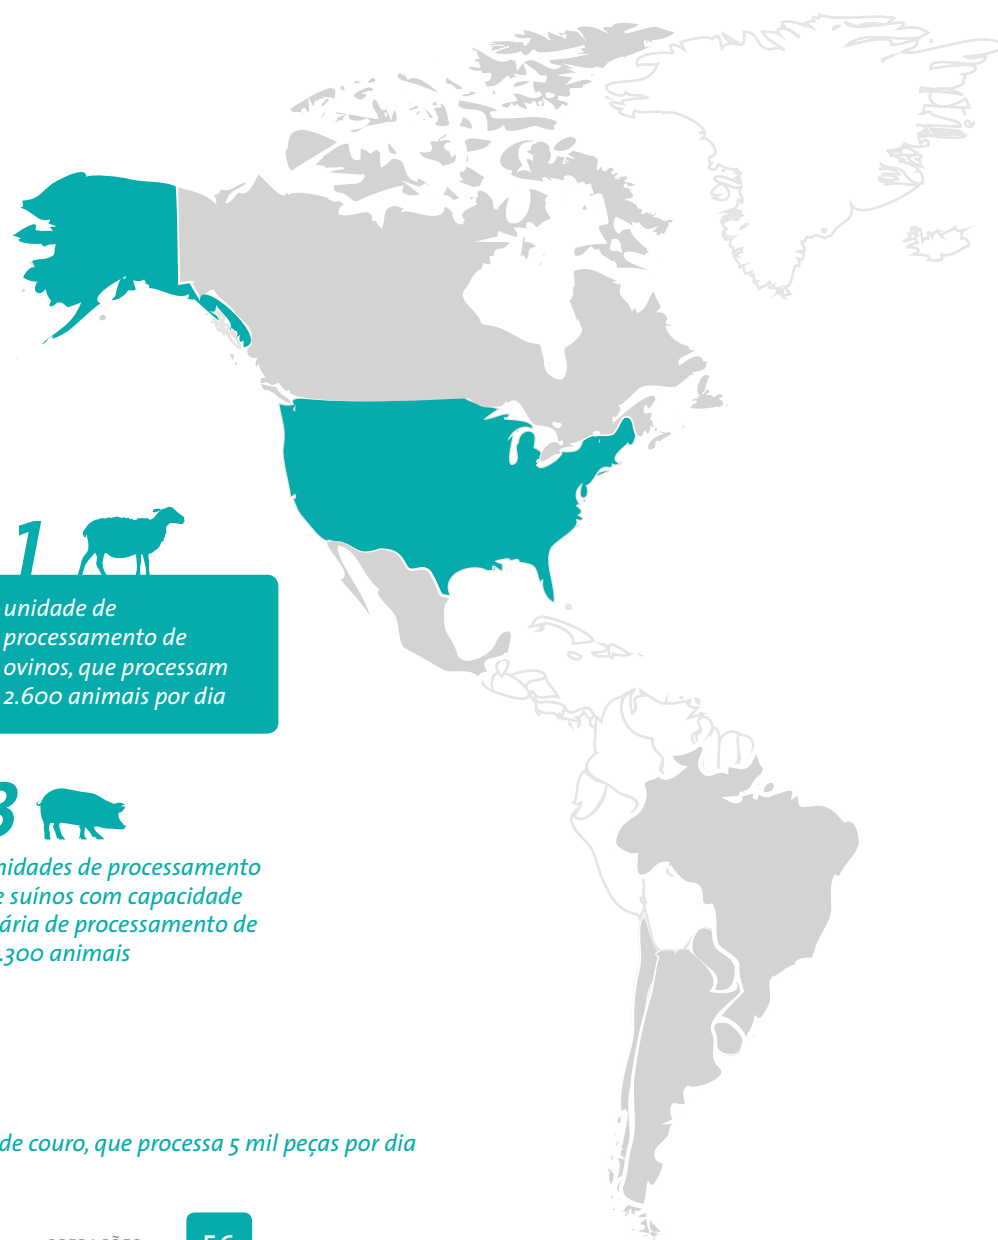 1
unidade de
processamento de
ovinos, que processam
2.600 animais por dia
3
nidades de processamento
e suínos com capacidade
ária de processamento de
.300 animais
de couro, que processa 5 mil peças por dia